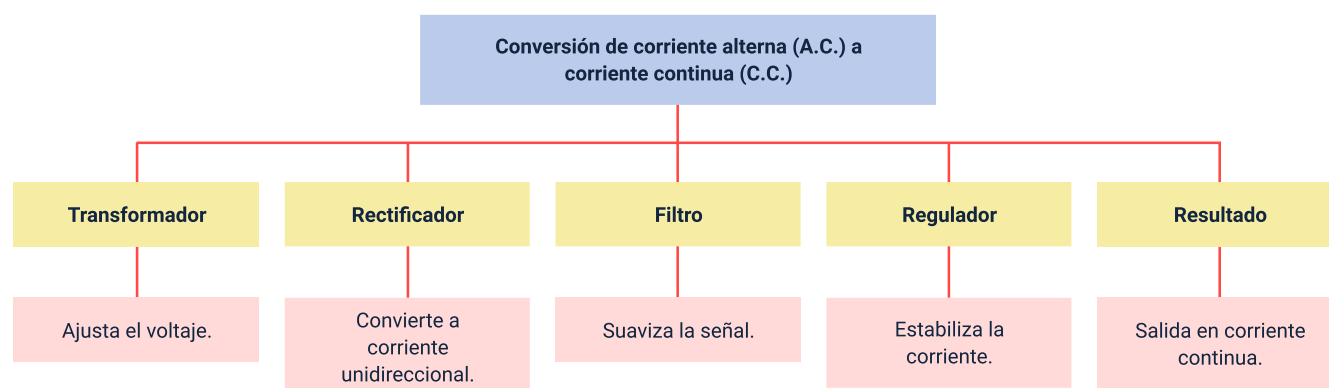 Conversión de corriente alterna (A.C.) a
corriente continua (C.C.)
Transformador
Rectificador
Filtro
Regulador
Resultado
Ajusta el voltaje.
Convierte a
corriente
unidireccional.
Suaviza la señal.
Estabiliza la
corriente.
Salida en corriente
continua.